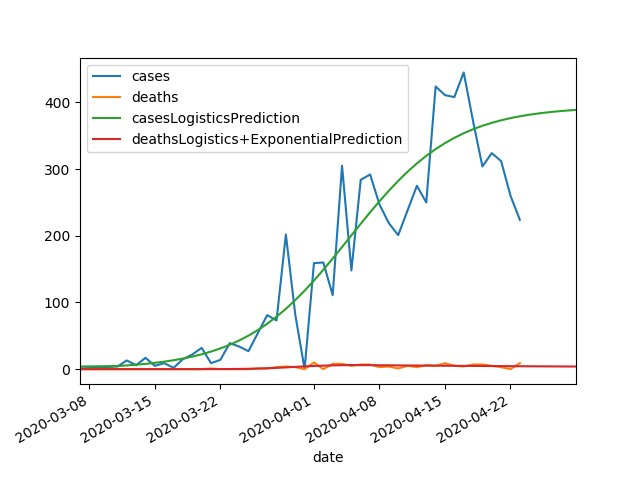 cases
deaths
casesLogisticsPrediction
deathsLogistics+ExponentialPrediction
400
300
200
100
0
2020-03-08
2020-03-15
2020-03-22
2020-04-01
2020-04-08
2020-04-15
2020-04-22
date